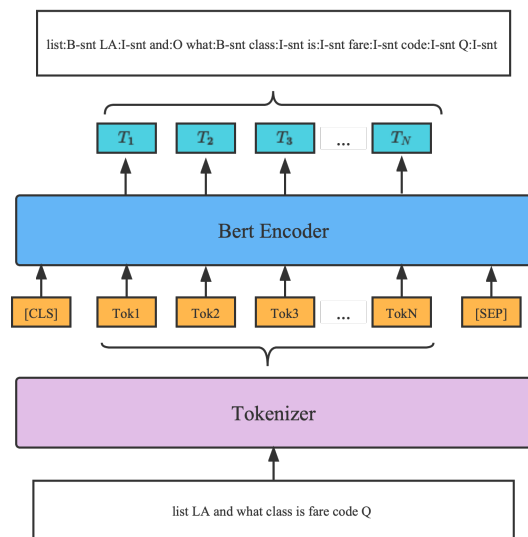 list:B-snt LA:I-snt and:O what:B-snt class:I-snt is:I-snt fare:I-snt code:I-snt Q:I-snt
T1 T2 T3 ... TN
Bert Encoder
[CLS] Tok1 Tok2 Tok3 ... TokN [SEP]
Tokenizer
list LA and what class is fare code Q